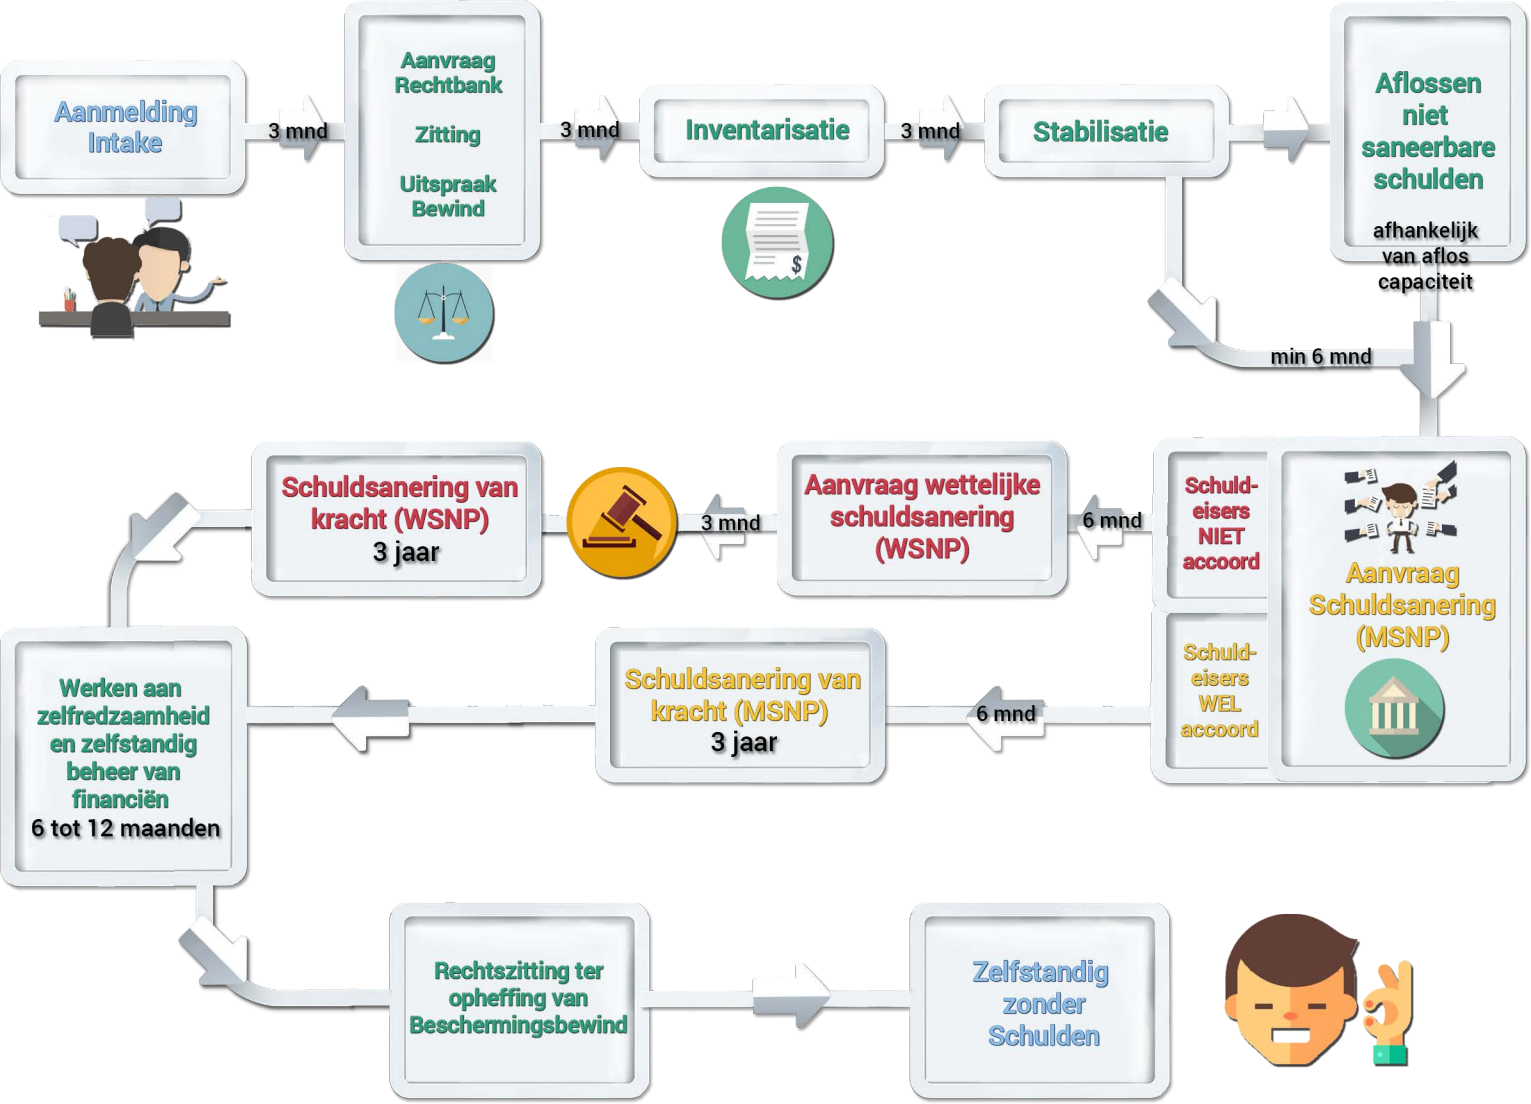 Aanmelding
Intake
3 mnd
Aanvraag
Rechtbank
Zitting
Uitspraak
Bewind
3 mnd
Inventarisatie
3 mnd
Stabilisatie
Aflossen
niet
saneerbare
schulden
afhankelijk
van aflos
capaciteit
min 6 mnd
$
Aanvraag
Schuldsanering
(MSNP)
Schuld-
eisers
NIET
accoord
6 mnd
Aanvraag wettelijke
schuldsanering
(WSNP)
3 mnd
Schuldsanering van
kracht (WSNP)
3 jaar
Schuld-
eisers
WEL
accoord
6 mnd
Schuldsanering van
kracht (MSNP)
3 jaar
Werken aan
zelfredzaamheid
en zelfstandig
beheer van
financiën
6 tot 12 maanden
Rechtszitting ter
opheffing van
Beschermingsbewind
Zelfstandig
zonder
Schulden